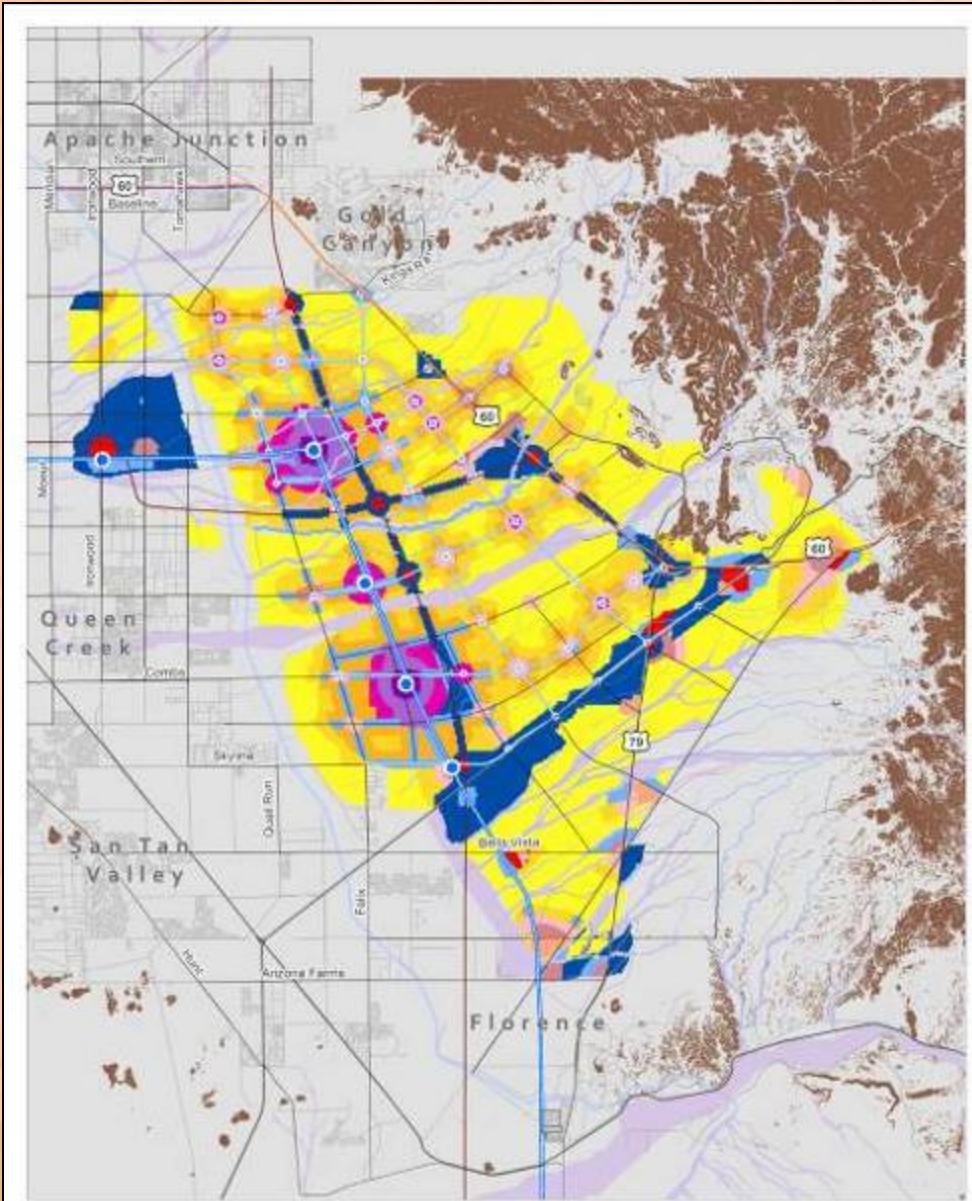 Apache Junction
Southern
60
Baseline
Meridian
Ironwood
Tomahawk
Gold
Canyon
Kings Ranch
60
Ironwood
60
Queen
Creek
Combs
79
Skyline
Quail Run
Bella Vista
San Tan
Valley
Felix
Hunt
Arizona Farms
Florence